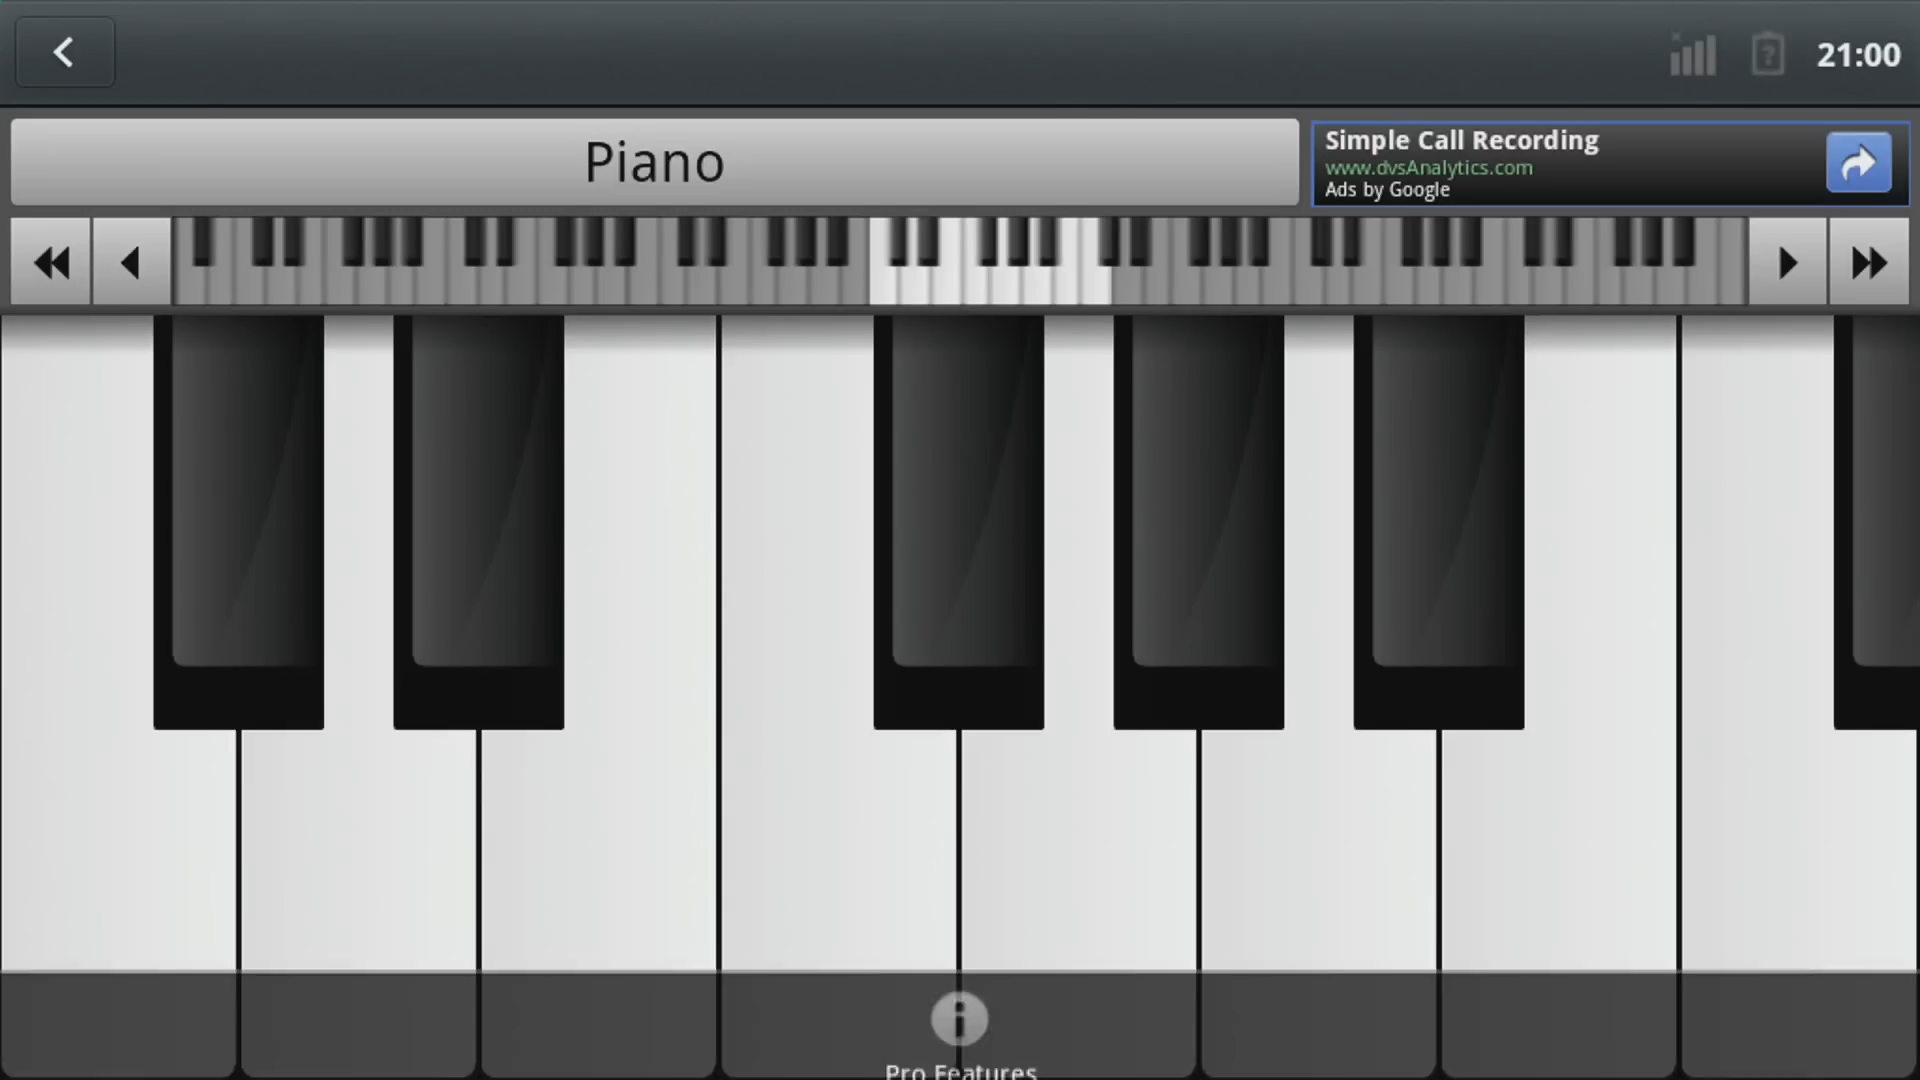 21:00
Piano
Simple Call Recording
www.dvsAnalytics.com
Ads by Google
Pro Features